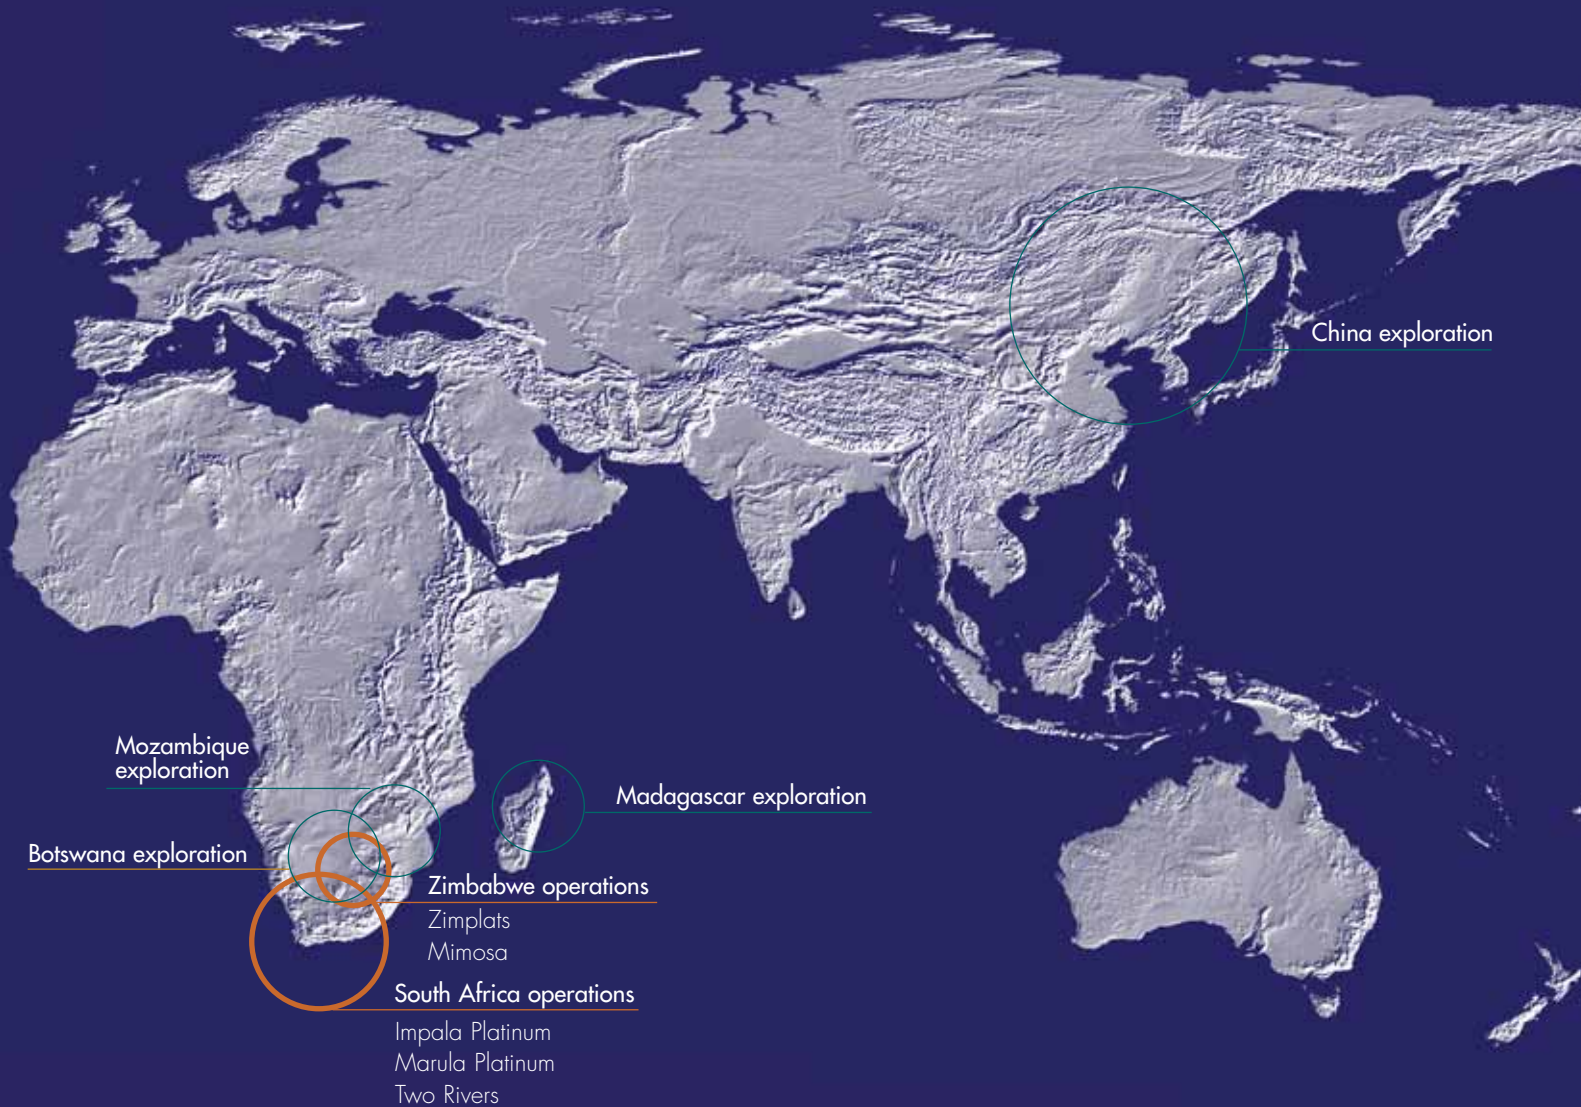 China exploration
Mozambique
exploration
Madagascar exploration
Botswana exploration
Zimbabwe operations
Zimplats
Mimosa
South Africa operations
Impala Platinum
Marula Platinum
Two Rivers